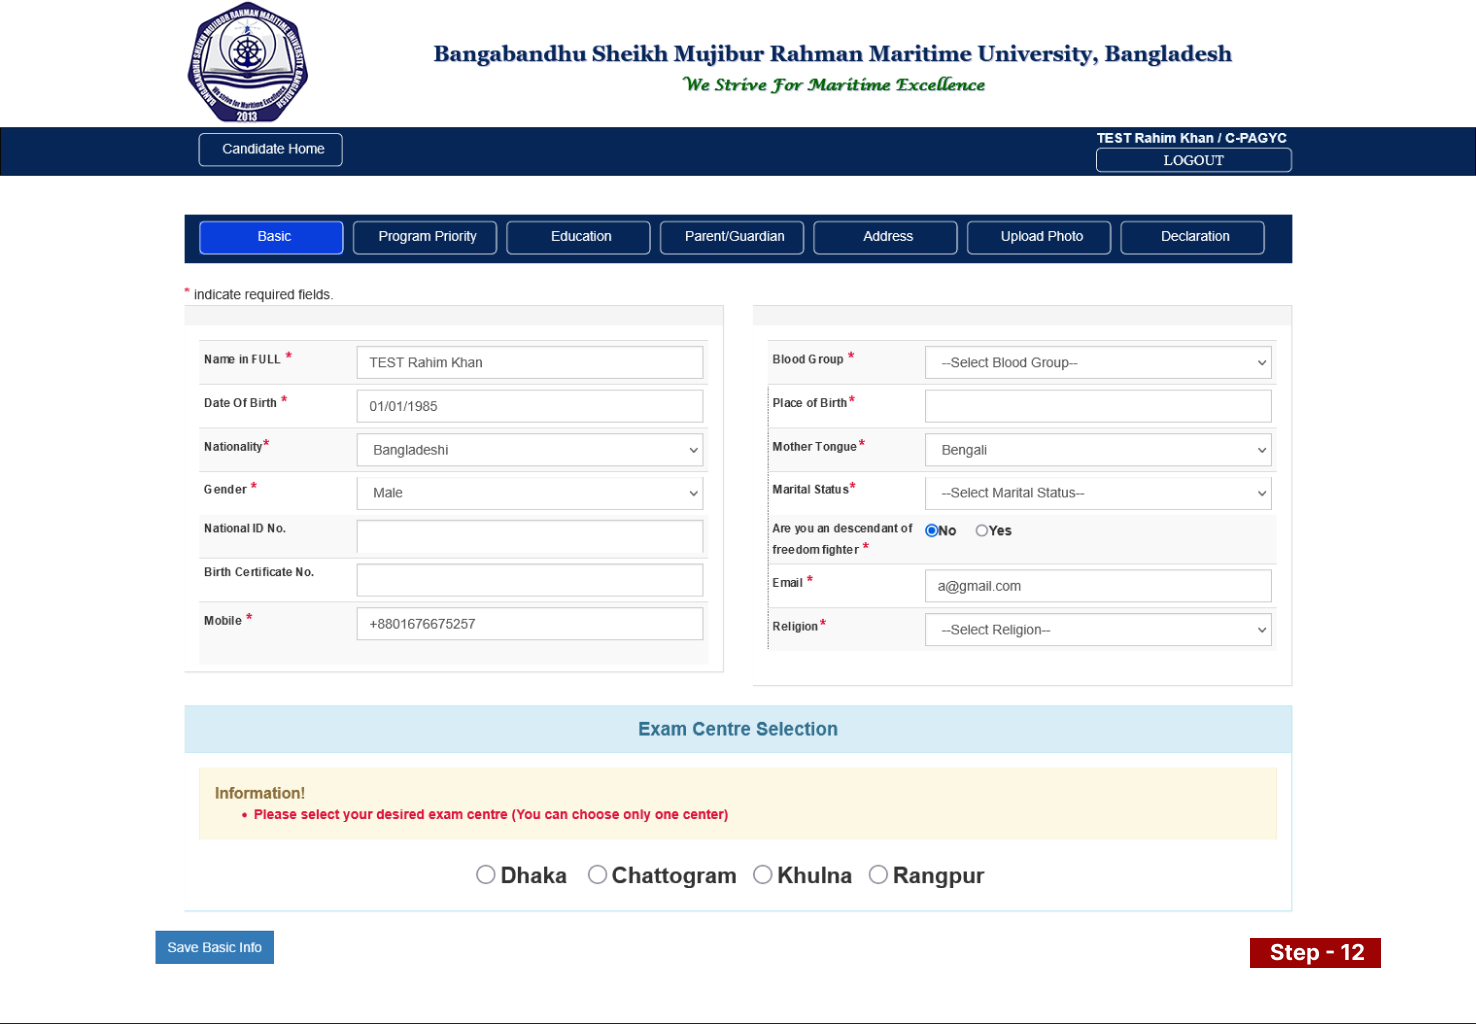 BANGABANDHU SHEIKH MUJIBUR RAHMAN MARITIME UNIVERSITY, BANGLADESH
We strive for Maritime Excellence
2013
Bangabandhu Sheikh Mujibur Rahman Maritime University, Bangladesh
We Strive For Maritime Excellence
Candidate Home
TEST Rahim Khan / C-PAGYC
LOGOUT
Basic Program Priority Education Parent/Guardian Address Upload Photo Declaration
* indicate required fields.
Name in FULL * TEST Rahim Khan
Date Of Birth * 01/01/1985
Nationality* Bangladeshi
Gender * Male
National ID No.
Birth Certificate No.
Mobile * +8801676675257
Blood Group * --Select Blood Group--
Place of Birth*
Mother Tongue* Bengali
Marital Status* --Select Marital Status--
Are you an descendant of No Yes
freedom fighter *
Email * a@gmail.com
Religion* --Select Religion--
Exam Centre Selection
Information!
• Please select your desired exam centre (You can choose only one center)
Dhaka Chattogram Khulna Rangpur
Save Basic Info
Step - 12